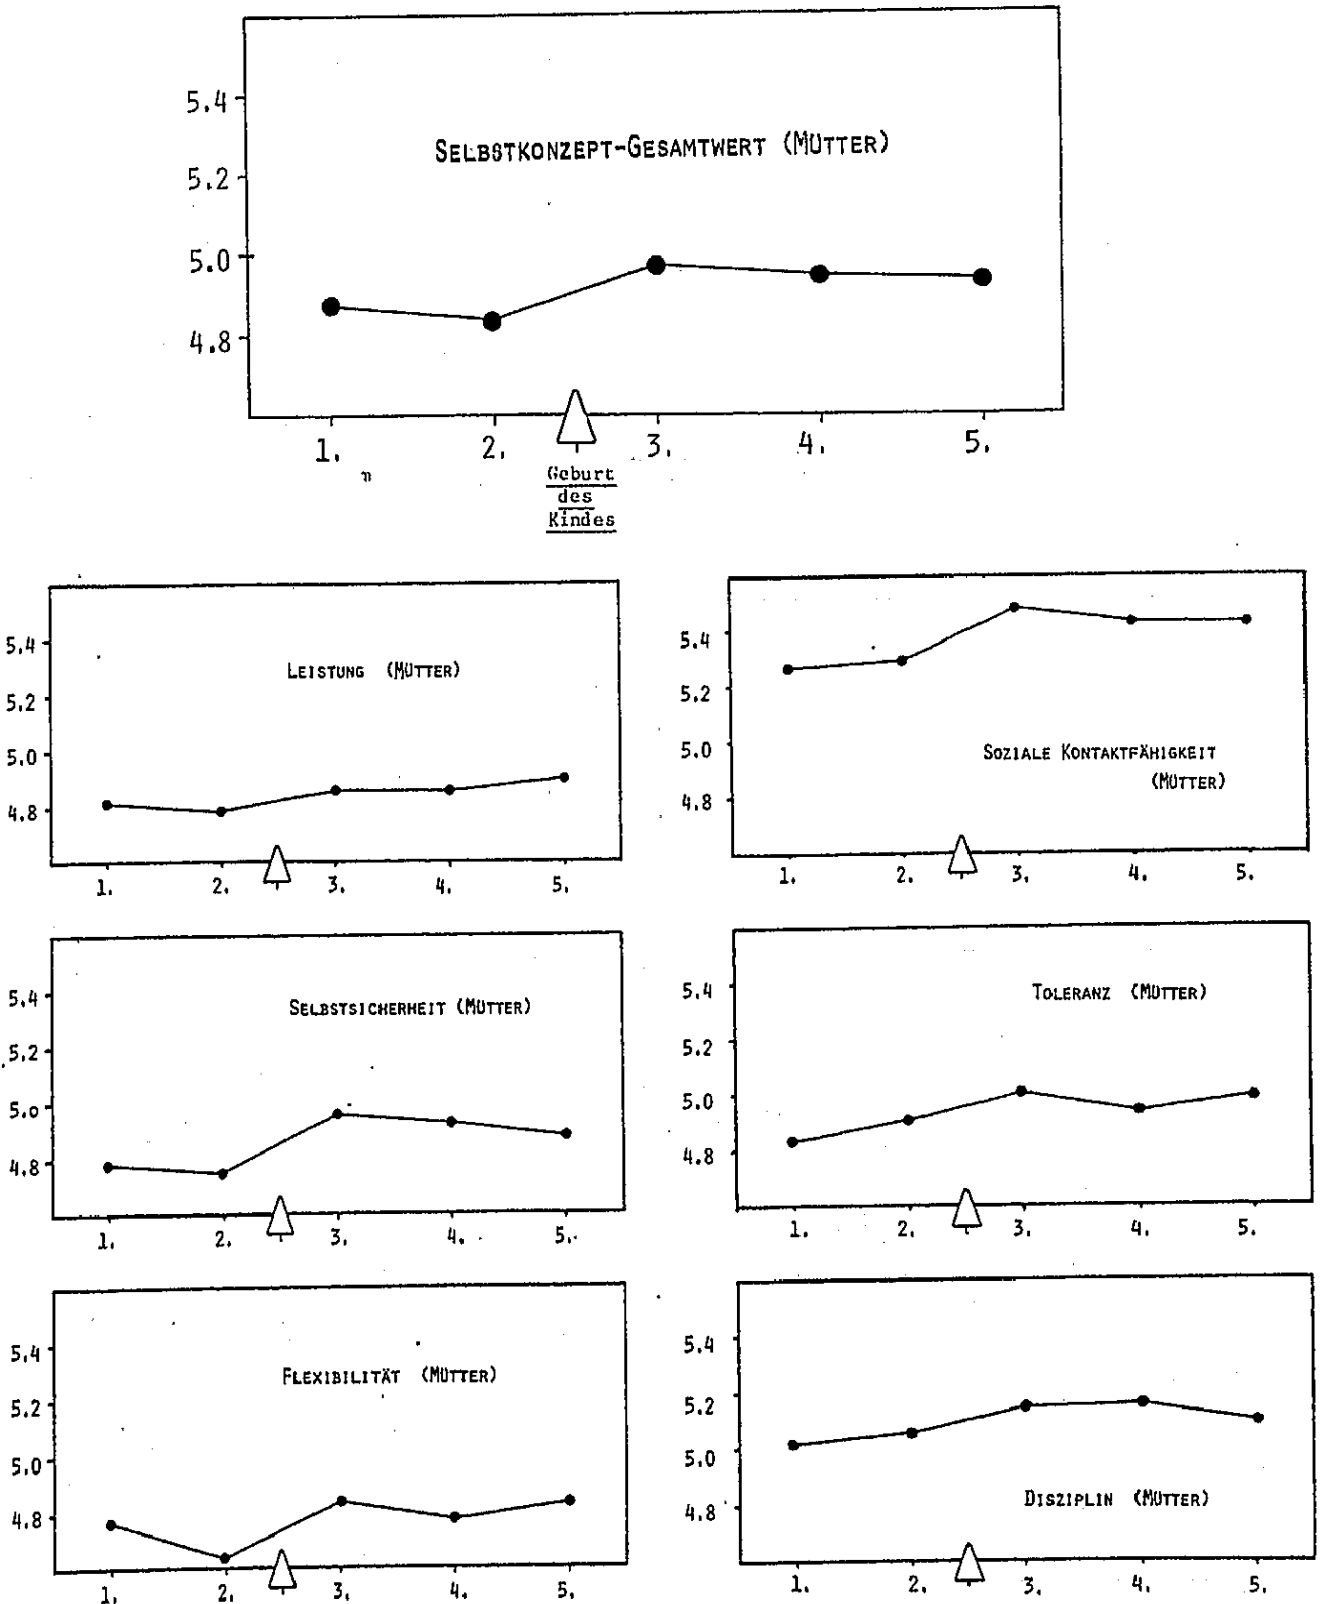 5.4
SELBSTKONZEPT-GESAMTWERT (MÜTTER)
5.2
5.0
4.8
1. 2. 3. 4. 5.
Geburt
des
Kindes
5.4
LEISTUNG (MÜTTER)
5.2
5.0
4.8
1. 2. 3. 4. 5.
5.4
5.2
5.0
SOZIALE KONTAKTFÄHIGKEIT
(MÜTTER)
4.8
1. 2. 3. 4. 5.
5.4
SELBSTSICHERHEIT (MÜTTER)
5.2
5.0
4.8
1. 2. 3. 4. 5.
5.4
TOLERANZ (MÜTTER)
5.2
5.0
4.8
1. 2. 3. 4. 5.
5.4
FLEXIBILITÄT (MÜTTER)
5.2
5.0
4.8
1. 2. 3. 4. 5.
5.4
5.2
5.0
DISZIPLIN (MÜTTER)
4.8
1. 2. 3. 4. 5.